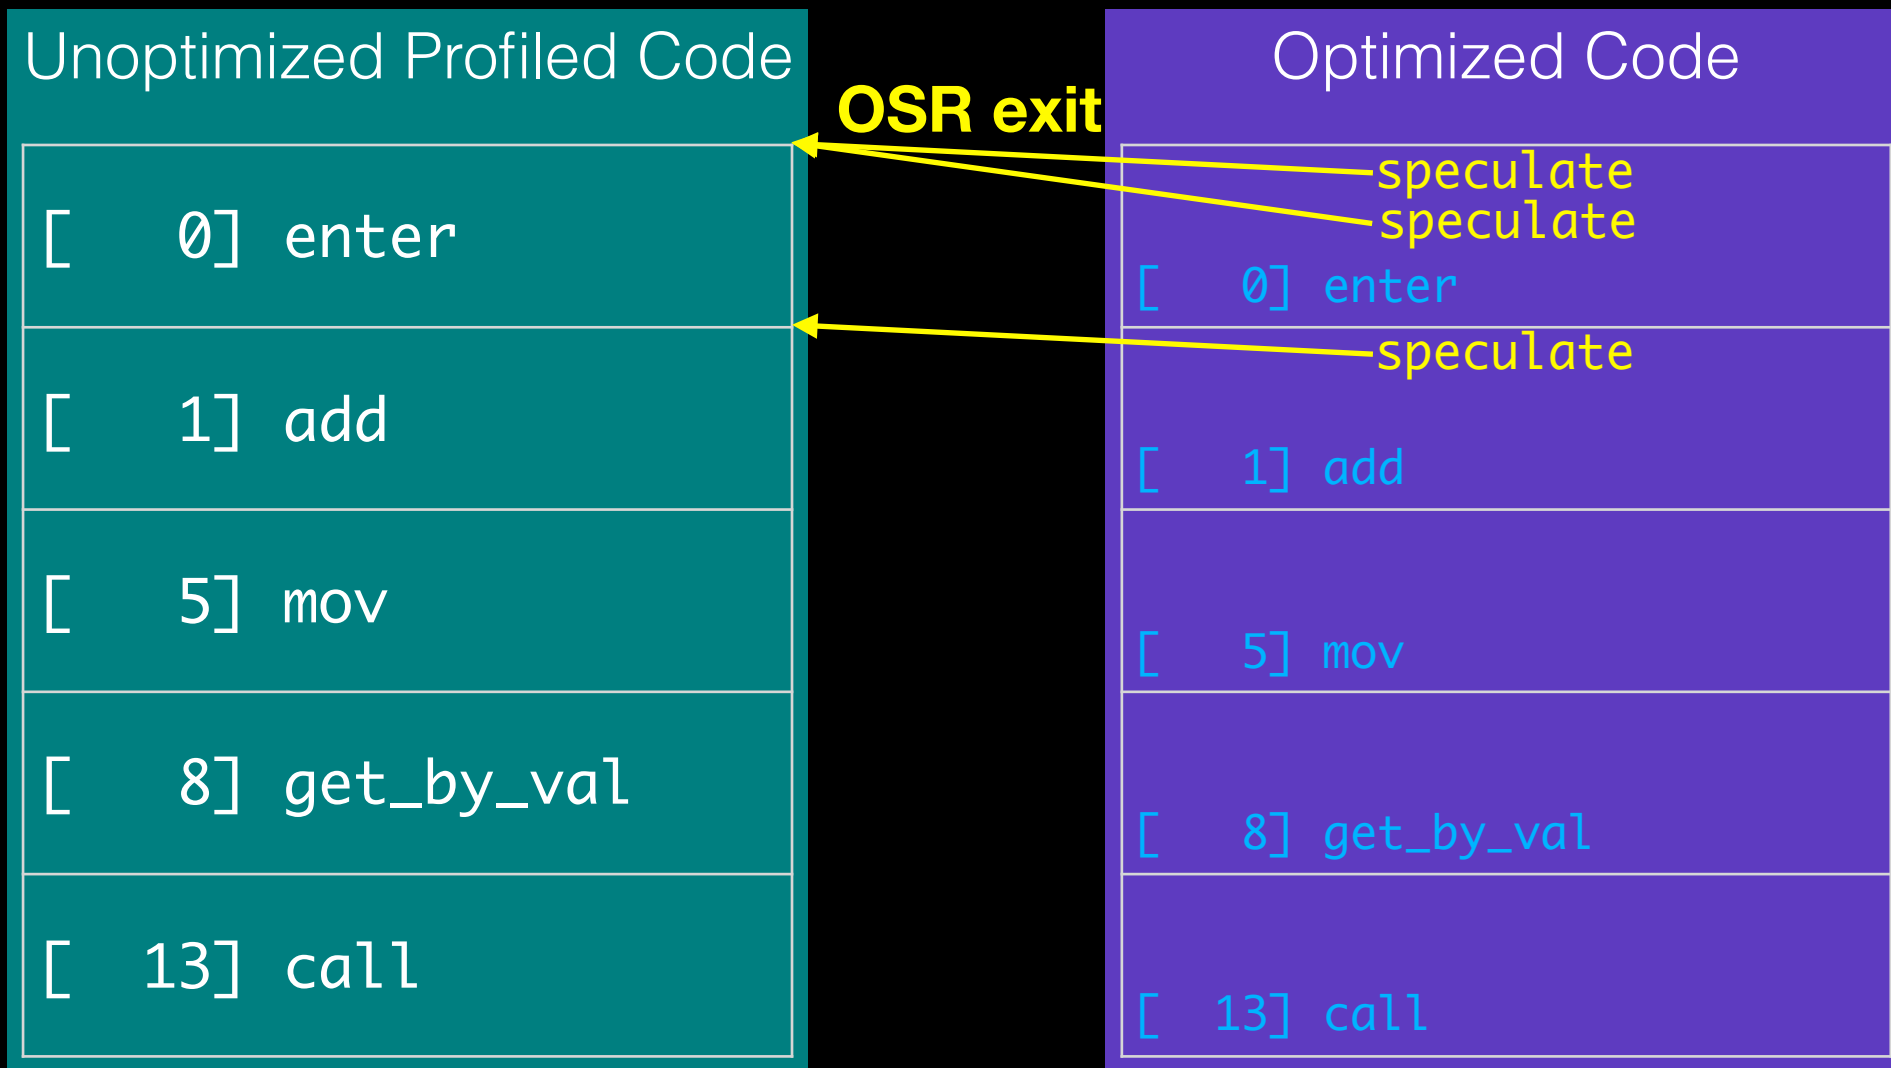 Unoptimized Profiled Code
[   0] enter
[   1] add
[   5] mov
[   8] get_by_val
[  13] call
OSR exit
Optimized Code
speculate
speculate
[   0] enter
speculate
[   1] add
[   5] mov
[   8] get_by_val
[  13] call